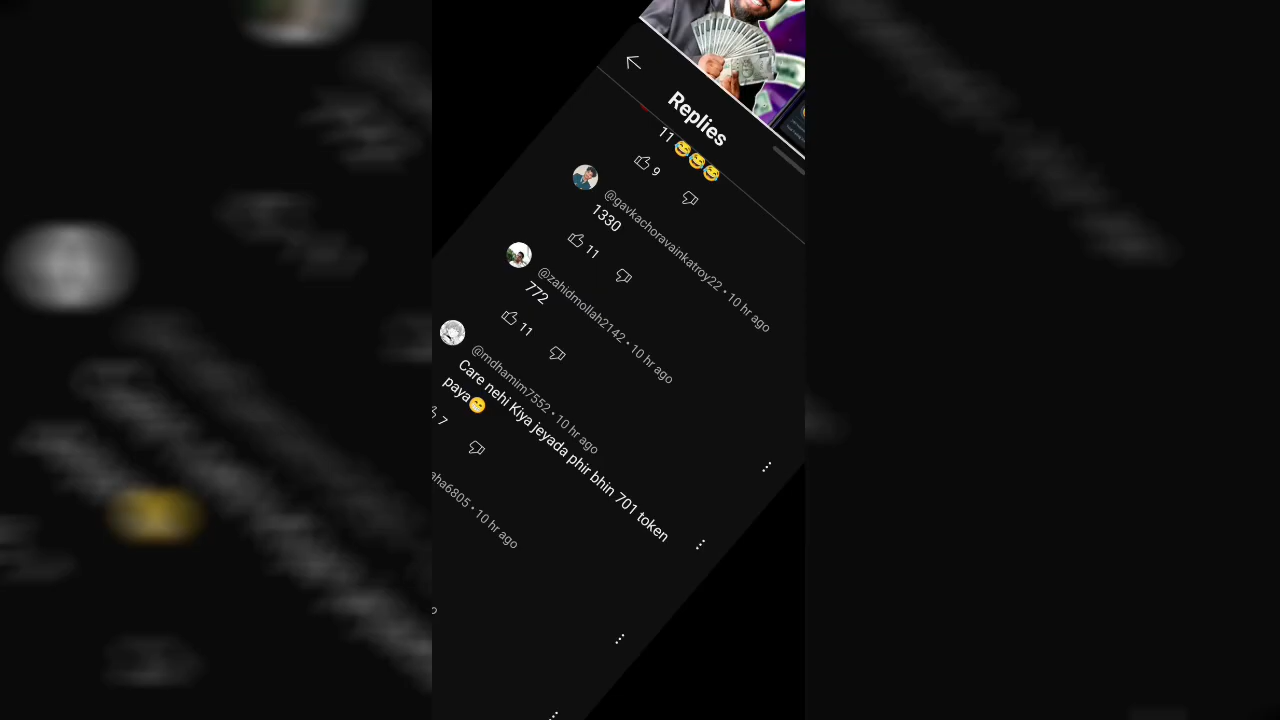 Replies
11 😂😂😂
9
@gavkachoravainkatroy22 • 10 hr ago
1330
11
@zahidmollah2142 • 10 hr ago
772
11
@mdhamim7552 • 10 hr ago
Care nehi Kiya jeyada phir bhin 701 token
paya😁
7
aha6805 • 10 hr ago